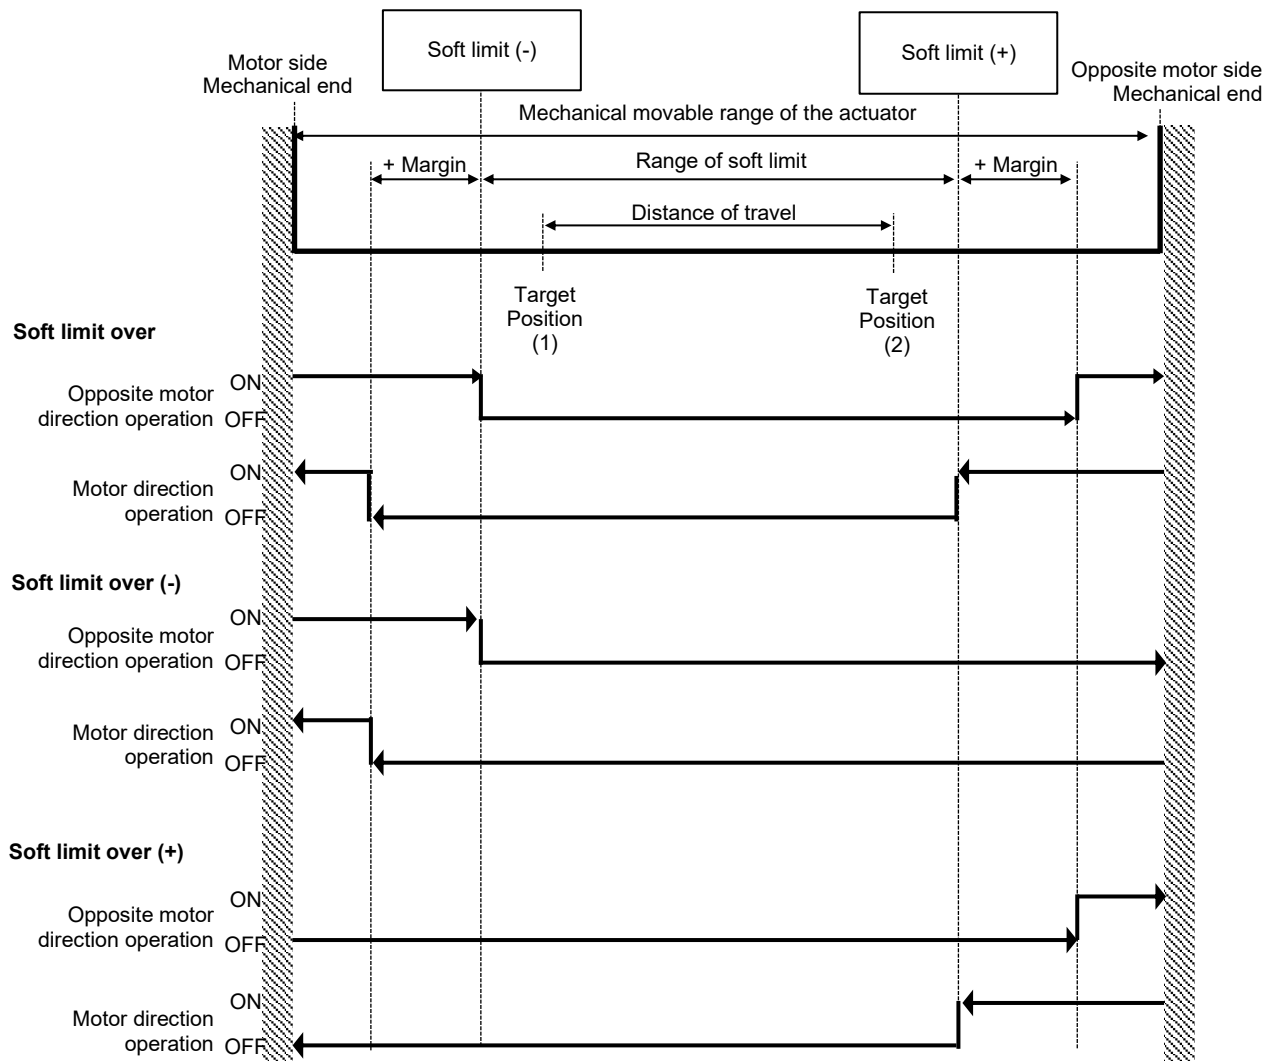 Soft limit (-)
Soft limit (+)
Motor side
Mechanical end
Opposite motor side
Mechanical end
Mechanical movable range of the actuator
+ Margin
Range of soft limit
+ Margin
Distance of travel
Target
Position
(1)
Target
Position
(2)
Soft limit over
Opposite motor
direction operation
ON
OFF
Motor direction
operation
ON
OFF
Soft limit over (-)
Opposite motor
direction operation
ON
OFF
Motor direction
operation
ON
OFF
Soft limit over (+)
Opposite motor
direction operation
ON
OFF
Motor direction
operation
ON
OFF